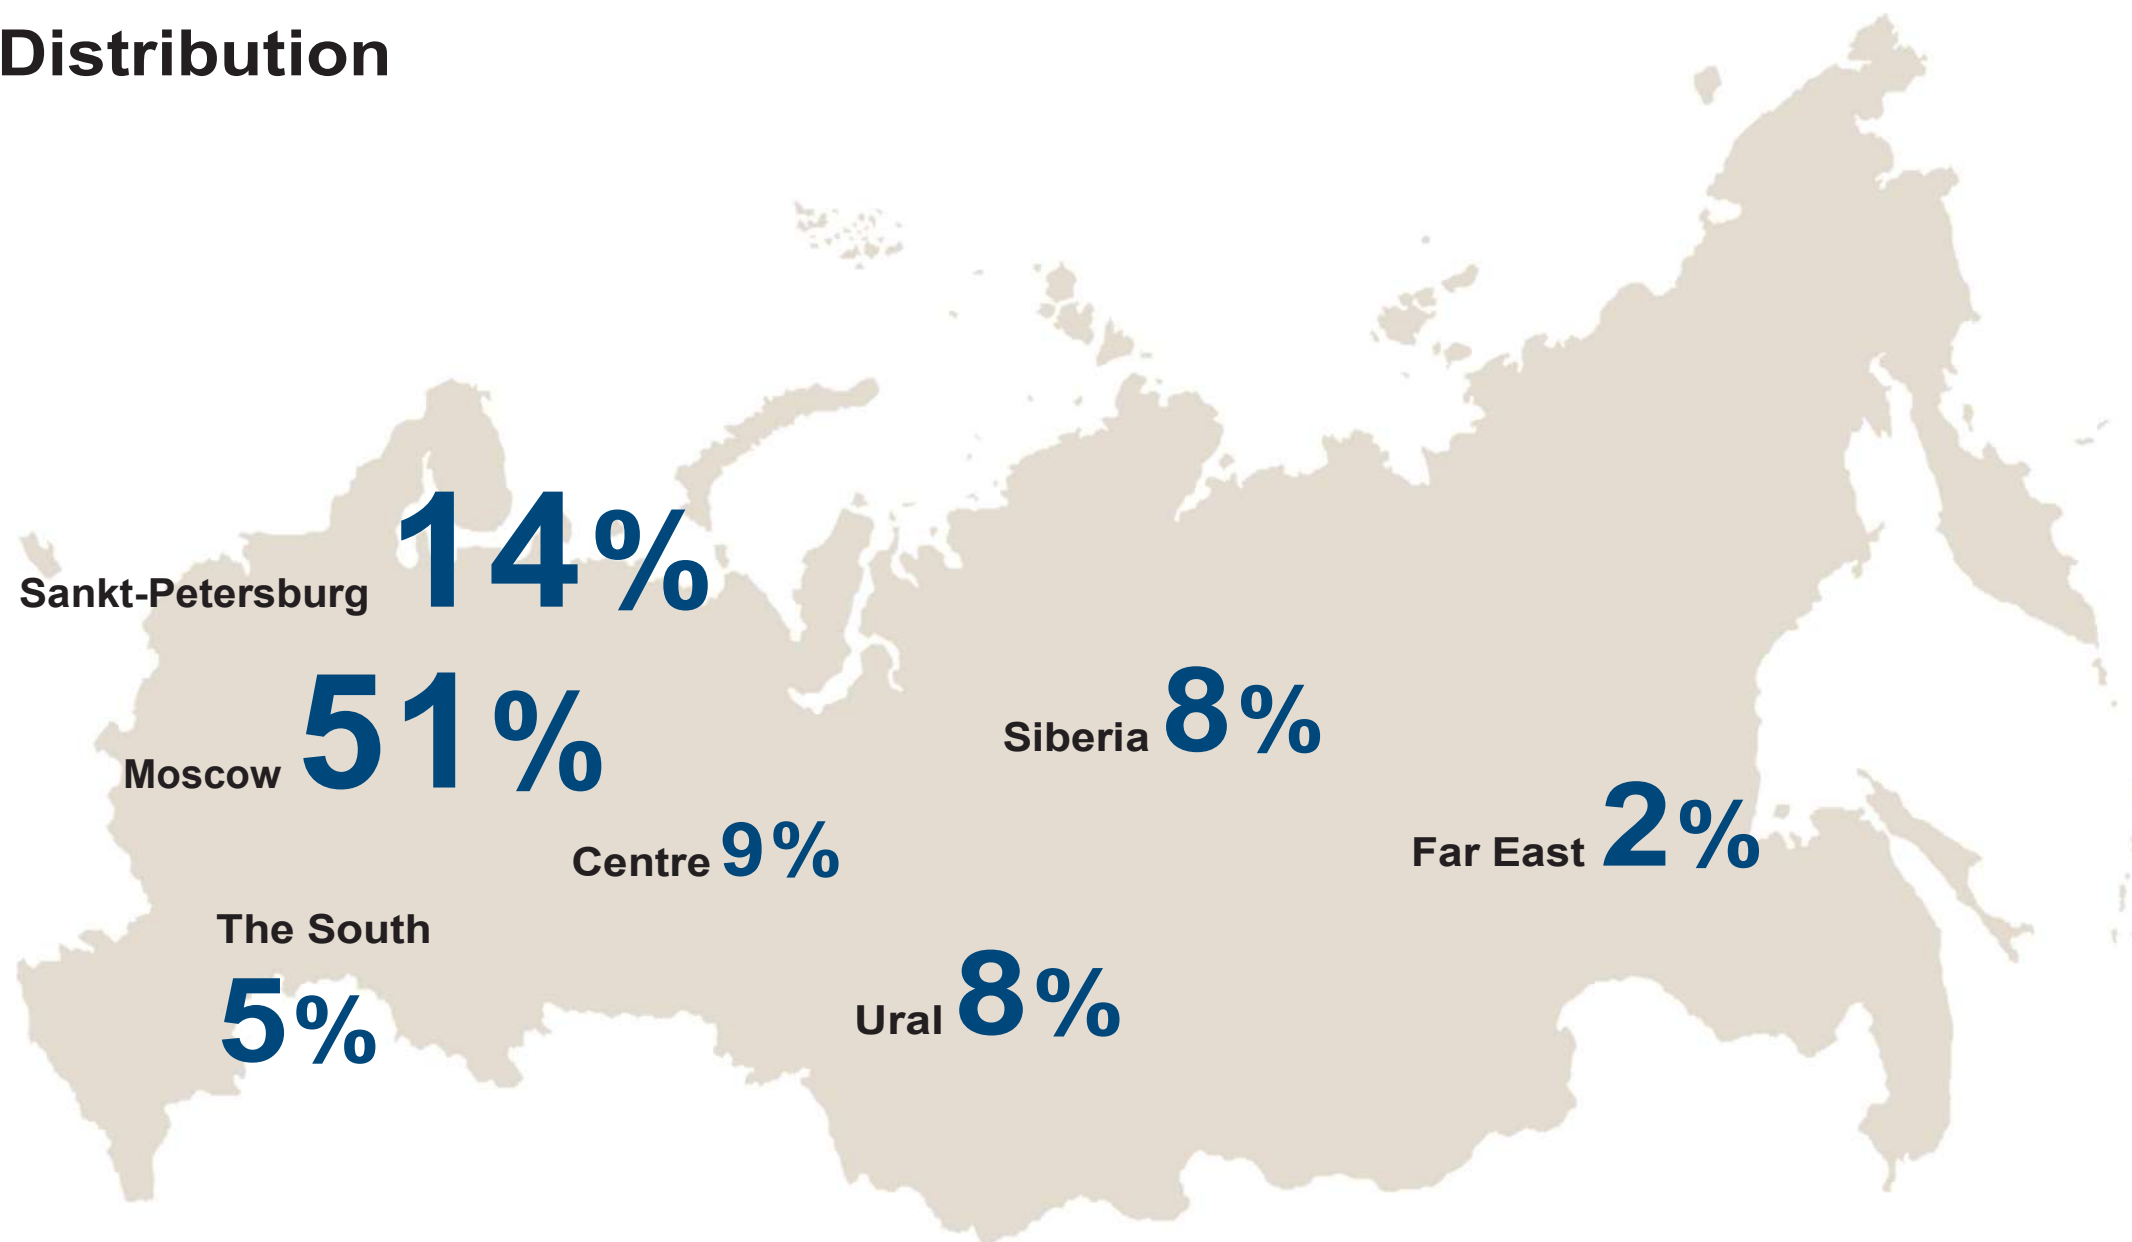 Distribution
Sankt-Petersburg 14%
Moscow 51%
Siberia 8%
Centre 9%
Far East 2%
The South
5%
Ural 8%